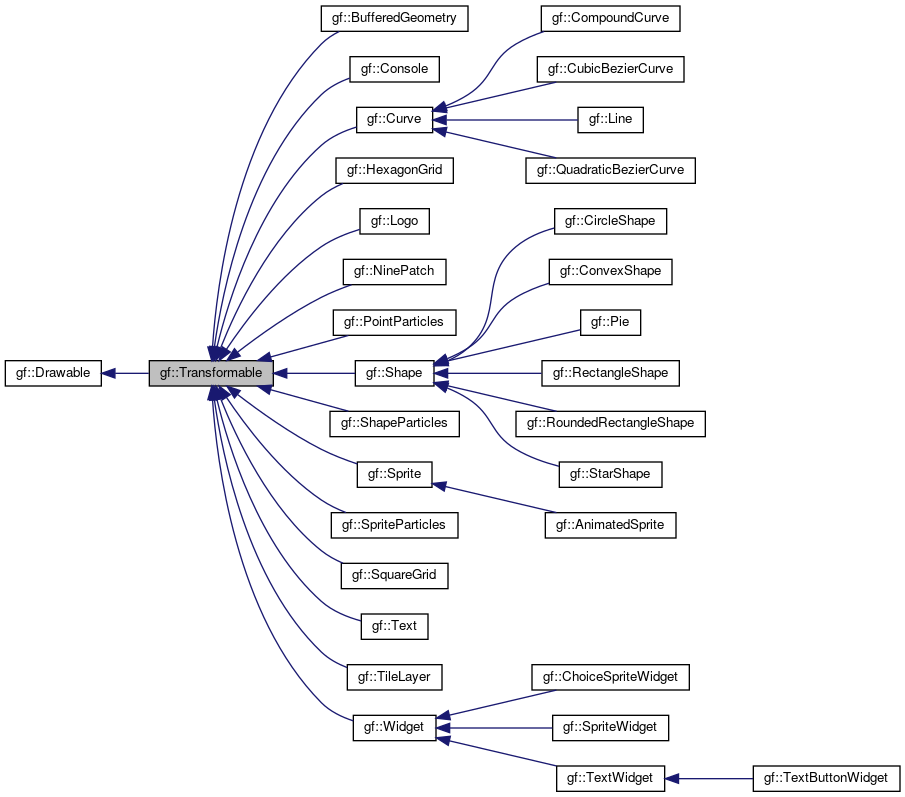 gf::BufferedGeometry
gf::CompoundCurve
gf::Console
gf::CubicBezierCurve
gf::Curve
gf::Line
gf::HexagonGrid
gf::QuadraticBezierCurve
gf::Logo
gf::CircleShape
gf::NinePatch
gf::ConvexShape
gf::PointParticles
gf::Pie
gf::Drawable
gf::Transformable
gf::Shape
gf::RectangleShape
gf::ShapeParticles
gf::RoundedRectangleShape
gf::Sprite
gf::StarShape
gf::SpriteParticles
gf::AnimatedSprite
gf::SquareGrid
gf::Text
gf::TileLayer
gf::ChoiceSpriteWidget
gf::Widget
gf::SpriteWidget
gf::TextWidget
gf::TextButtonWidget